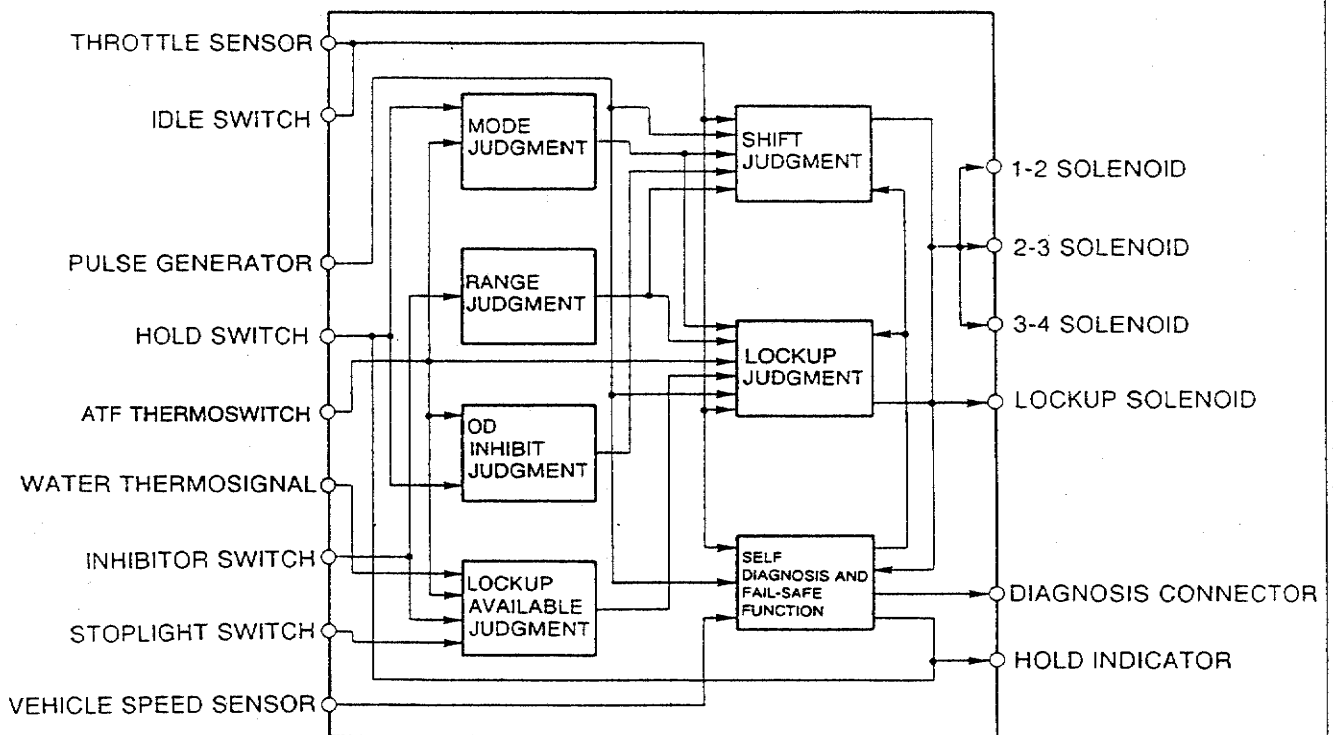 THROTTLE SENSOR
IDLE SWITCH
PULSE GENERATOR
HOLD SWITCH
ATF THERMOSWITCH
WATER THERMOSIGNAL
INHIBITOR SWITCH
STOPLIGHT SWITCH
VEHICLE SPEED SENSOR
MODE
JUDGMENT
RANGE
JUDGMENT
OD
INHIBIT
JUDGMENT
LOCKUP
AVAILABLE
JUDGMENT
SHIFT
JUDGMENT
LOCKUP
JUDGMENT
SELF
DIAGNOSIS AND
FAIL-SAFE
FUNCTION
1-2 SOLENOID
2-3 SOLENOID
3-4 SOLENOID
LOCKUP SOLENOID
DIAGNOSIS CONNECTOR
HOLD INDICATOR